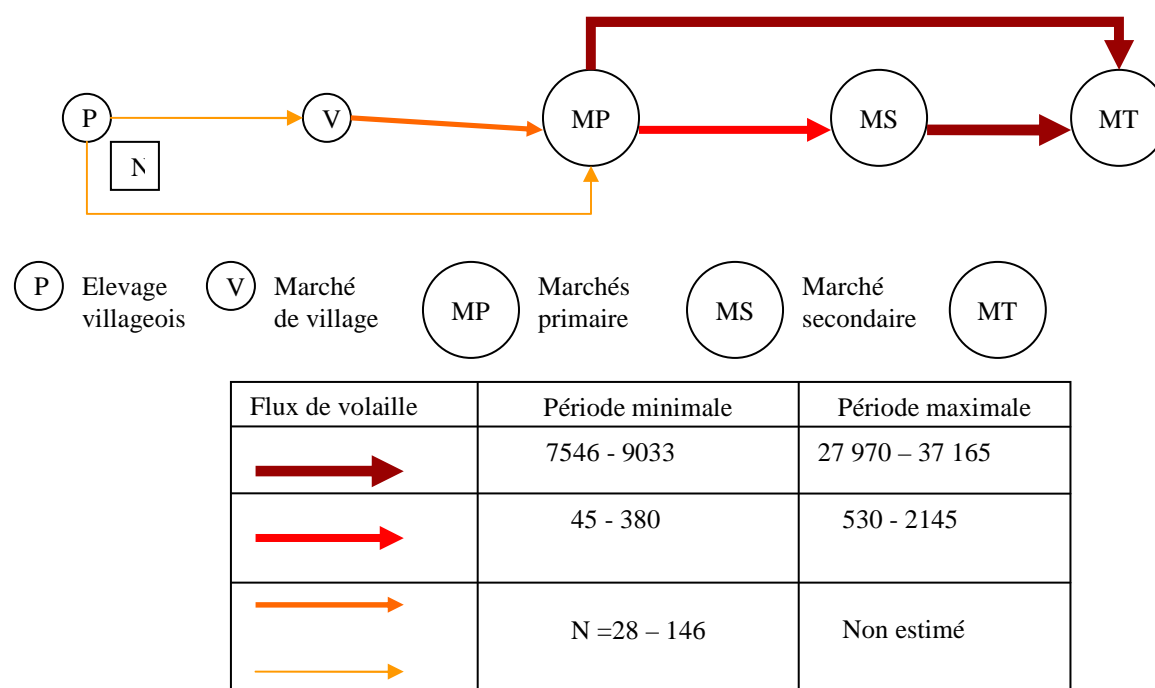 P
V
MP
MS
MT
N
P
Elevage
villageois
V
Marché
de village
MP
Marchés
primaire
MS
Marché
secondaire
MT
Flux de volaille
Période minimale
Période maximale
7546 - 9033
27 970 – 37 165
45 - 380
530 - 2145
N =28 – 146
Non estimé